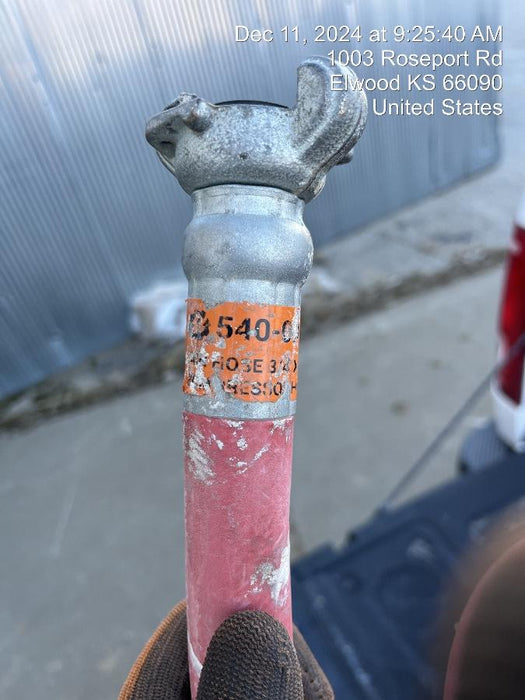 Dec 11, 2024 at 9:25:40 AM
1003 Roseport Rd
Elwood KS 66090
United States
540-0
HOSE 3